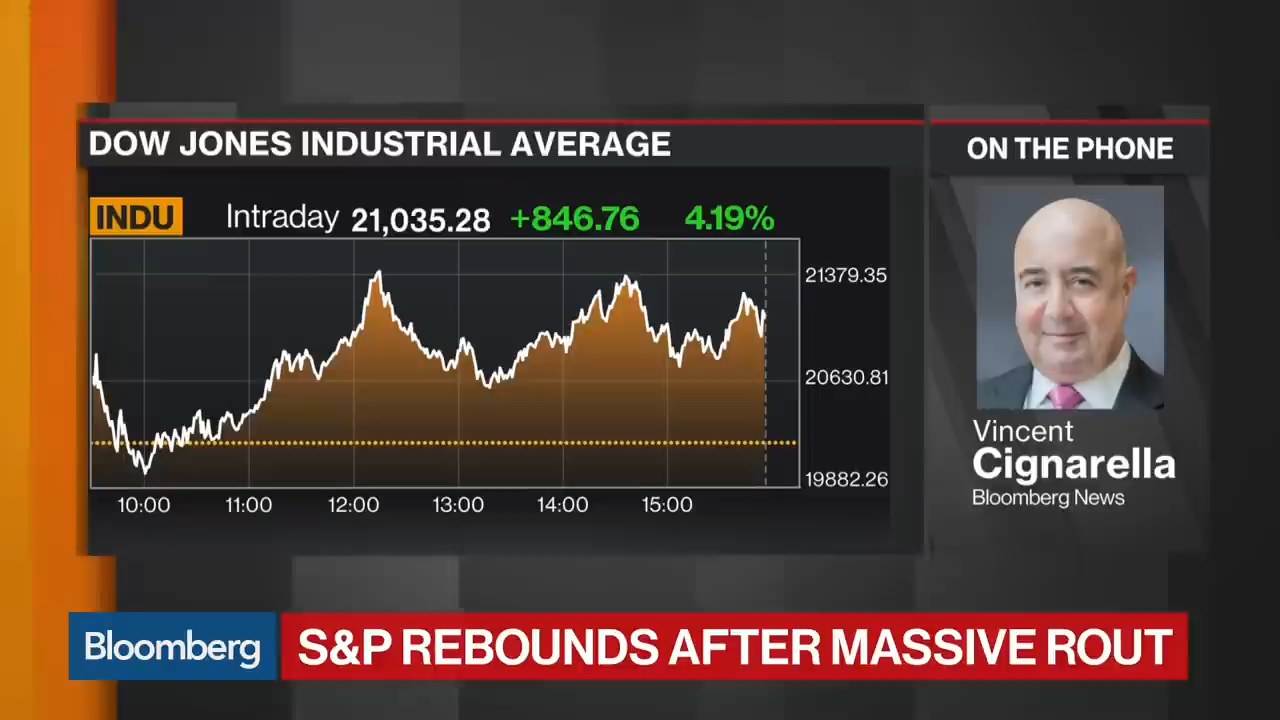 DOW JONES INDUSTRIAL AVERAGE
INDU Intraday 21,035.28 +846.76 4.19%
21379.35
20630.81
19882.26
10:00 11:00 12:00 13:00 14:00 15:00
ON THE PHONE
Vincent
Cignarella
Bloomberg News
Bloomberg S&P REBOUNDS AFTER MASSIVE ROUT